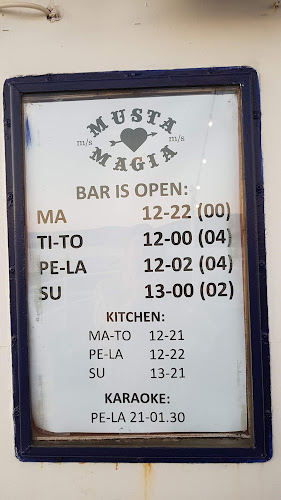 MUSTA
m/s m/s
MAGIA
BAR IS OPEN:
MA 12-22 (00)
TI-TO 12-00 (04)
PE-LA 12-02 (04)
SU 13-00 (02)
KITCHEN:
MA-TO 12-21
PE-LA 12-22
SU 13-21
KARAOKE:
PE-LA 21-01.30